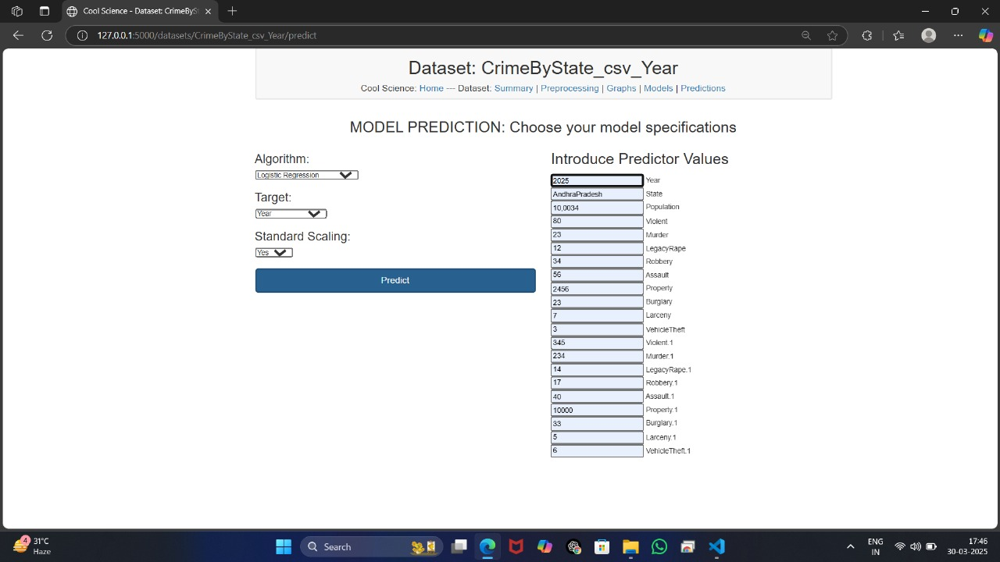 Cool Science - Dataset: CrimeBySt
127.0.0.1:5000/datasets/CrimeByState_csv_Year/predict
Dataset: CrimeByState_csv_Year
Cool Science: Home --- Dataset: Summary | Preprocessing | Graphs | Models | Predictions
MODEL PREDICTION: Choose your model specifications
Algorithm:
Logistic Regression
Target:
Year
Standard Scaling:
Yes
Predict
Introduce Predictor Values
2025 Year
AndhraPradesh State
10,0034 Population
80 Violent
23 Murder
12 LegacyRape
34 Robbery
56 Assault
2456 Property
23 Burglary
7 Larceny
3 VehicleTheft
345 Violent.1
234 Murder.1
14 LegacyRape.1
17 Robbery.1
40 Assault.1
10000 Property.1
33 Burglary.1
5 Larceny.1
6 VehicleTheft.1
4
31°C
Haze
Search
ENG
IN
17:46
30-03-2025